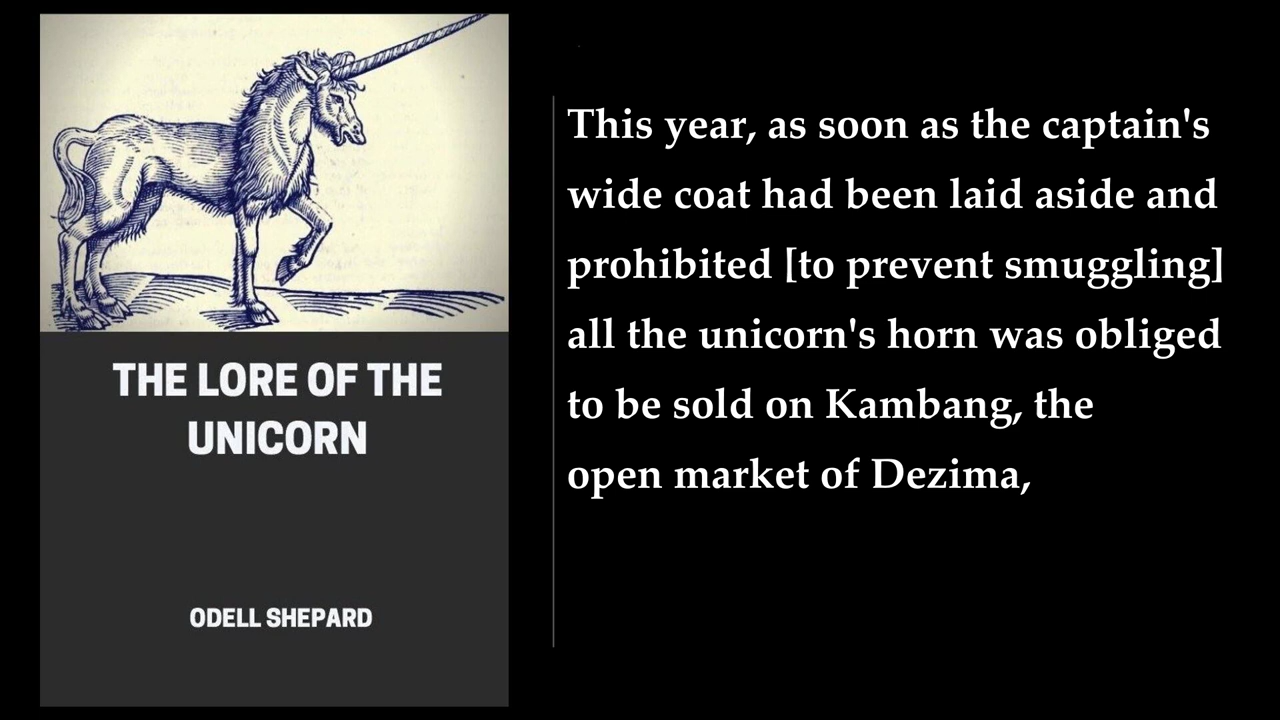 THE LORE OF THE
UNICORN
ODELL SHEPARD
This year, as soon as the captain's
wide coat had been laid aside and
prohibited [to prevent smuggling]
all the unicorn's horn was obliged
to be sold on Kambang, the
open market of Dezima,